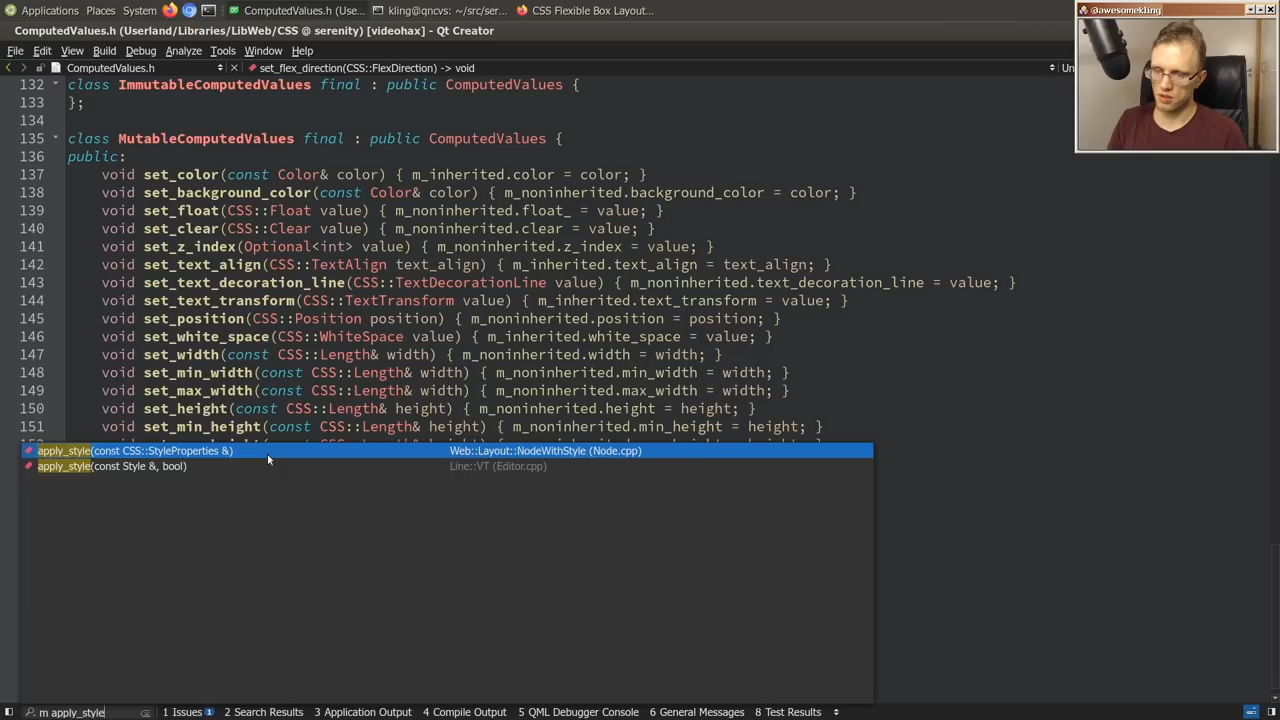 Applications Places System ComputedValues.h (Use... kling@qncvs: ~/src/ser... CSS Flexible Box Layout...
@awesomekling
ComputedValues.h (Userland/Libraries/LibWeb/CSS @ serenity) [videohax] - Qt Creator
File Edit View Build Debug Analyze Tools Window Help
ComputedValues.h set_flex_direction(CSS::FlexDirection) -> void Un
132 class ImmutableComputedValues final : public ComputedValues {
133 };
134
135 class MutableComputedValues final : public ComputedValues {
136 public:
137 void set_color(const Color& color) { m_inherited.color = color; }
138 void set_background_color(const Color& color) { m_noninherited.background_color = color; }
139 void set_float(CSS::Float value) { m_noninherited.float_ = value; }
140 void set_clear(CSS::Clear value) { m_noninherited.clear = value; }
141 void set_z_index(Optional<int> value) { m_noninherited.z_index = value; }
142 void set_text_align(CSS::TextAlign text_align) { m_inherited.text_align = text_align; }
143 void set_text_decoration_line(CSS::TextDecorationLine value) { m_noninherited.text_decoration_line = value; }
144 void set_text_transform(CSS::TextTransform value) { m_inherited.text_transform = value; }
145 void set_position(CSS::Position position) { m_noninherited.position = position; }
146 void set_white_space(CSS::WhiteSpace value) { m_inherited.white_space = value; }
147 void set_width(const CSS::Length& width) { m_noninherited.width = width; }
148 void set_min_width(const CSS::Length& width) { m_noninherited.min_width = width; }
149 void set_max_width(const CSS::Length& width) { m_noninherited.max_width = width; }
150 void set_height(const CSS::Length& height) { m_noninherited.height = height; }
151 void set_min_height(const CSS::Length& height) { m_noninherited.min_height = height; }
apply_style(const CSS::StyleProperties &) Web::Layout::NodeWithStyle (Node.cpp)
apply_style(const Style &, bool) Line::VT (Editor.cpp)
m apply_style 1 Issues 1 2 Search Results 3 Application Output 4 Compile Output 5 QML Debugger Console 6 General Messages 8 Test Results